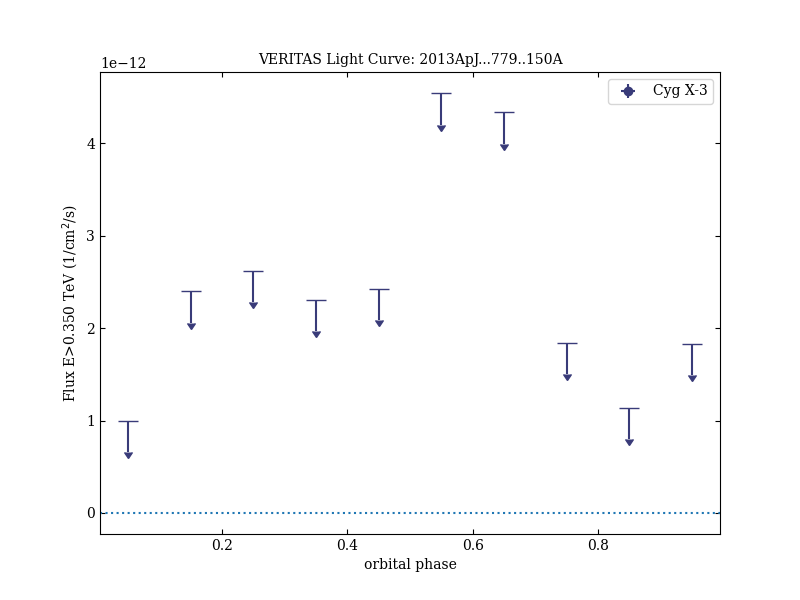 VERITAS Light Curve: 2013ApJ...779..150A
1e−12
Cyg X-3
4
3
2
1
0
Flux E>0.350 TeV (1/cm²/s)
0.2 0.4 0.6 0.8
orbital phase